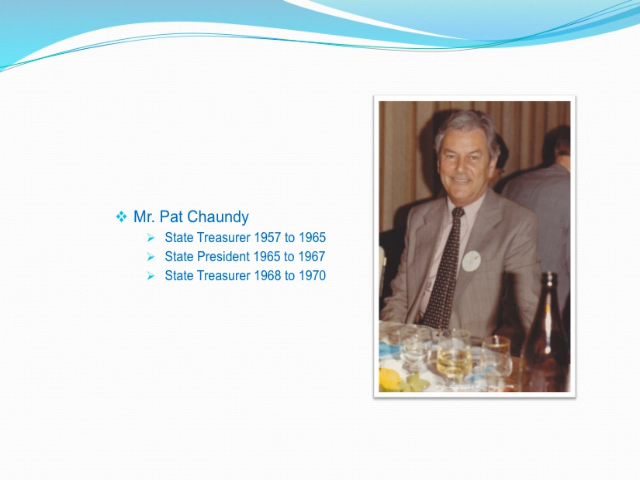 Mr. Pat Chaundy
State Treasurer 1957 to 1965
State President 1965 to 1967
State Treasurer 1968 to 1970